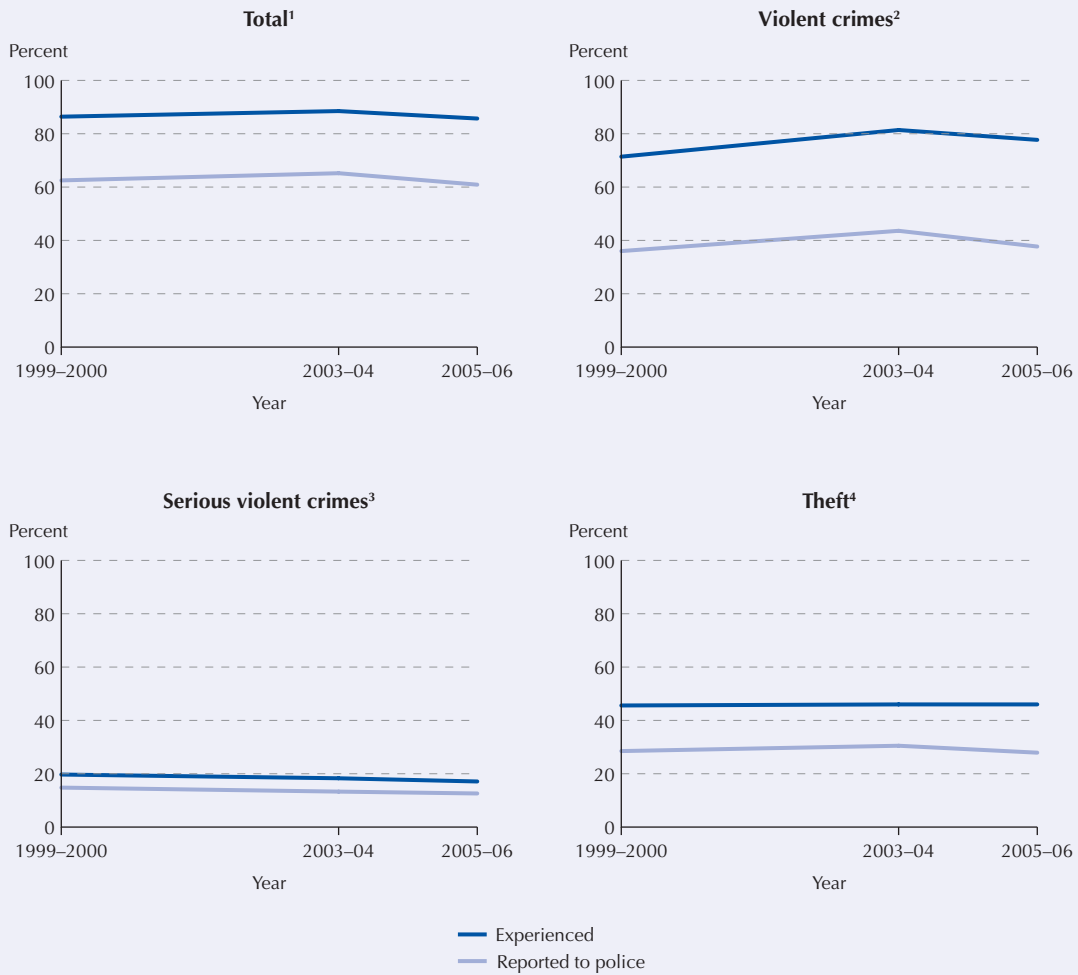 Total¹
Percent
100
80
60
40
20
0
1999–2000 2003–04 2005–06
Year
Violent crimes²
Percent
100
80
60
40
20
0
1999–2000 2003–04 2005–06
Year
Serious violent crimes³
Percent
100
80
60
40
20
0
1999–2000 2003–04 2005–06
Year
Theft⁴
Percent
100
80
60
40
20
0
1999–2000 2003–04 2005–06
Year
Experienced
Reported to police